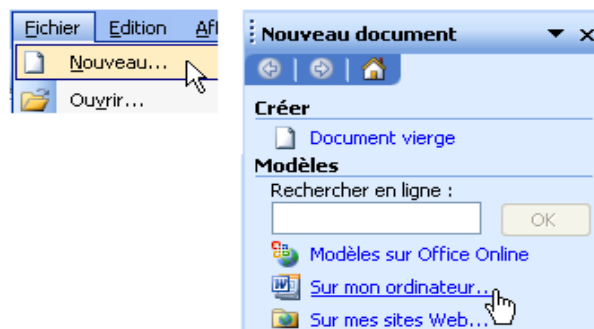 Fichier Edition Aff
Nouveau...
Ouvrir...
Nouveau document
Créer
Document vierge
Modèles
Rechercher en ligne :
OK
Modèles sur Office Online
Sur mon ordinateur...
Sur mes sites Web...